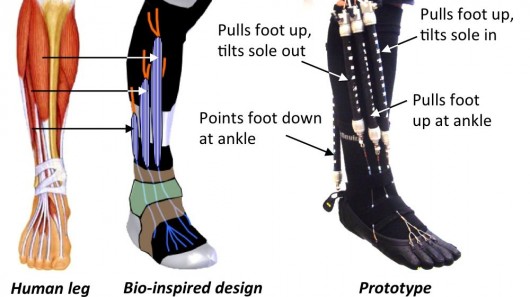 Pulls foot up,
tilts sole out
Pulls foot up,
tilts sole in
Points foot down
at ankle
Pulls foot
up at ankle
Human leg
Bio-inspired design
Prototype